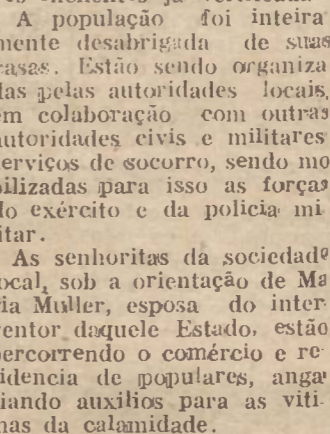 A população foi inteira
mente desabrigada de suas
casas. Estão sendo organiza
das pelas autoridades locais,
em colaboração com outras
autoridades civis e militares
serviços de socorro, sendo mo
bilizadas para isso as forças
do exército e da policia mi
litar.
As senhoritas da sociedade
local, sob a orientação de Ma
ria Muller, esposa do inter-
ventor daquele Estado, estão
percorrendo o comércio e re-
sidencia de populares, anga-
riando auxilios para as viti-
mas da calamidade.